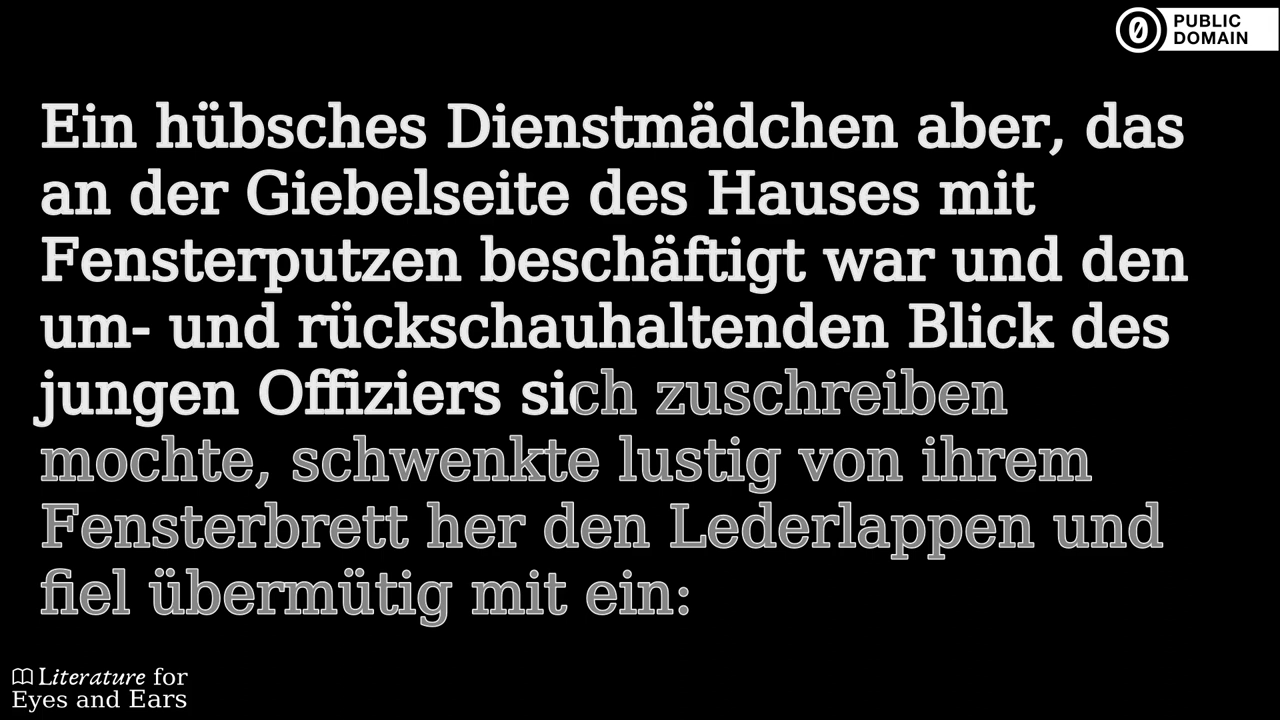 PUBLIC
DOMAIN
Ein hübsches Dienstmädchen aber, das
an der Giebelseite des Hauses mit
Fensterputzen beschäftigt war und den
um- und rückschauhaltenden Blick des
jungen Offiziers sich zuschreiben
mochte, schwenkte lustig von ihrem
Fensterbrett her den Lederlappen und
fiel übermütig mit ein:
Literature for
Eyes and Ears